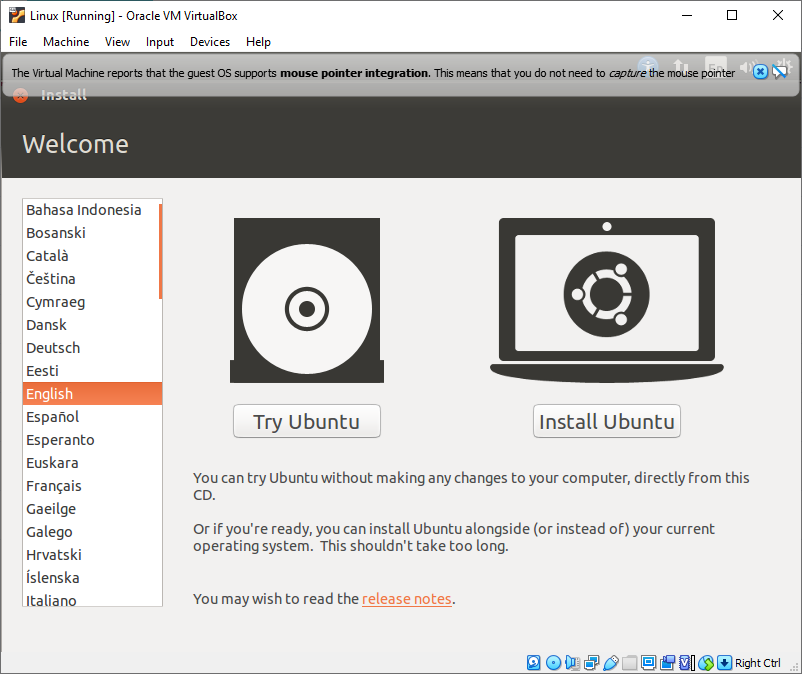 Linux [Running] - Oracle VM VirtualBox
File Machine View Input Devices Help
The Virtual Machine reports that the guest OS supports mouse pointer integration. This means that you do not need to capture the mouse pointer
Install
Welcome
Bahasa Indonesia
Bosanski
Català
Čeština
Cymraeg
Dansk
Deutsch
Eesti
English
Español
Esperanto
Euskara
Français
Gaeilge
Galego
Hrvatski
Íslenska
Italiano
Try Ubuntu
Install Ubuntu
You can try Ubuntu without making any changes to your computer, directly from this
CD.
Or if you're ready, you can install Ubuntu alongside (or instead of) your current
operating system.  This shouldn't take too long.
You may wish to read the release notes.
Right Ctrl